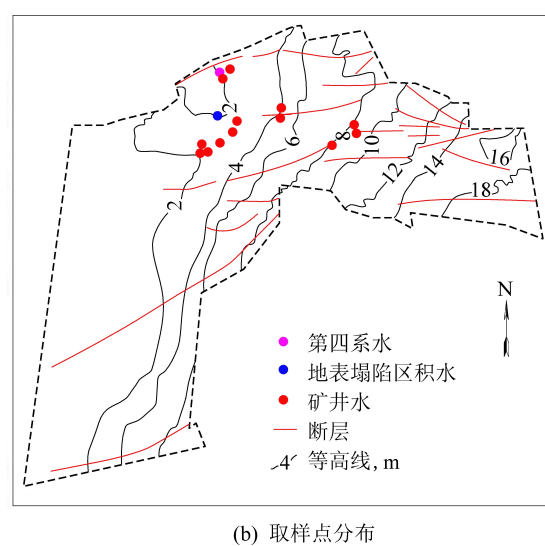 2
6
8
4
10
16
12
14
18
2
N
第四系水
地表塌陷区积水
矿井水
断层
4 等高线, m
(b) 取样点分布